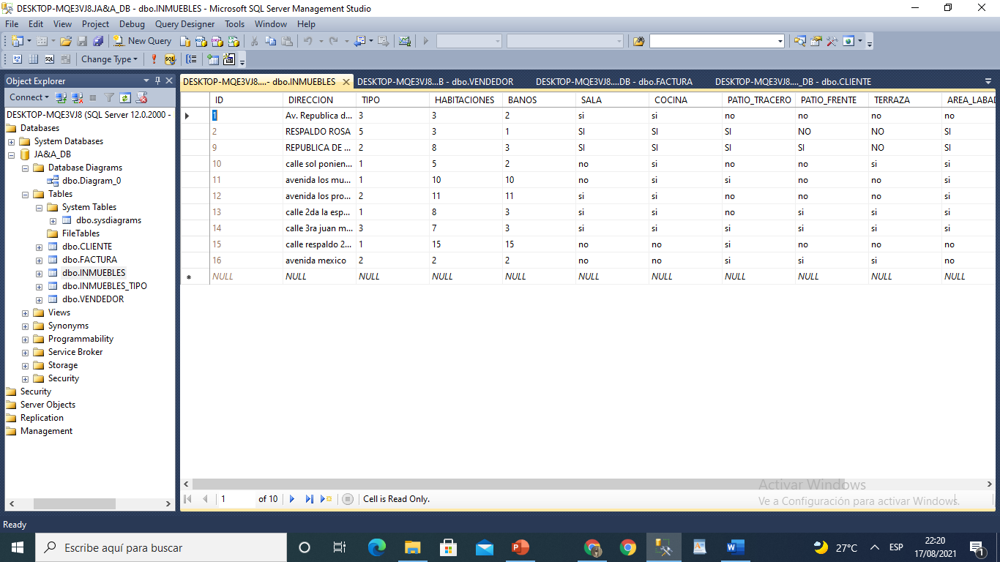 DESKTOP-MQE3VJ8.JA&A_DB - dbo.INMUEBLES - Microsoft SQL Server Management Studio
File Edit View Project Debug Query Designer Tools Window Help
New Query
Change Type
Object Explorer
Connect
DESKTOP-MQE3VJ8 (SQL Server 12.0.2000 -
Databases
System Databases
JA&A_DB
Database Diagrams
dbo.Diagram_0
Tables
System Tables
dbo.sysdiagrams
FileTables
dbo.CLIENTE
dbo.FACTURA
dbo.INMUEBLES
dbo.INMUEBLES_TIPO
dbo.VENDEDOR
Views
Synonyms
Programmability
Service Broker
Storage
Security
Security
Server Objects
Replication
Management
DESKTOP-MQE3VJ8....- dbo.INMUEBLES DESKTOP-MQE3VJ8...B - dbo.VENDEDOR DESKTOP-MQE3VJ8....DB - dbo.FACTURA DESKTOP-MQE3VJ8...._DB - dbo.CLIENTE
ID DIRECCION TIPO HABITACIONES BANOS SALA COCINA PATIO_TRACERO PATIO_FRENTE TERRAZA AREA_LABAD
1 Av. Republica d... 3 3 2 si si no no no no
2 RESPALDO ROSA 5 3 1 SI SI SI NO NO SI
9 REPUBLICA DE ... 2 8 3 SI SI SI SI NO SI
10 calle sol ponien... 1 5 2 no si no no si si
11 avenida los mu... 1 10 10 no si si no no si
12 avenida los pro... 2 11 11 si si no no no si
13 calle 2da la esp... 1 8 3 si si no si si si
14 calle 3ra juan m... 3 7 3 si si si si si si
15 calle respaldo 2... 1 15 15 no no si no no no
16 avenida mexico 2 2 2 no no si si si no
NULL NULL NULL NULL NULL NULL NULL NULL NULL NULL NULL
1 of 10 Cell is Read Only.
Activar Windows
Ve a Configuración para activar Windows.
Ready
Escribe aquí para buscar
27°C ESP 22:20
17/08/2021
1